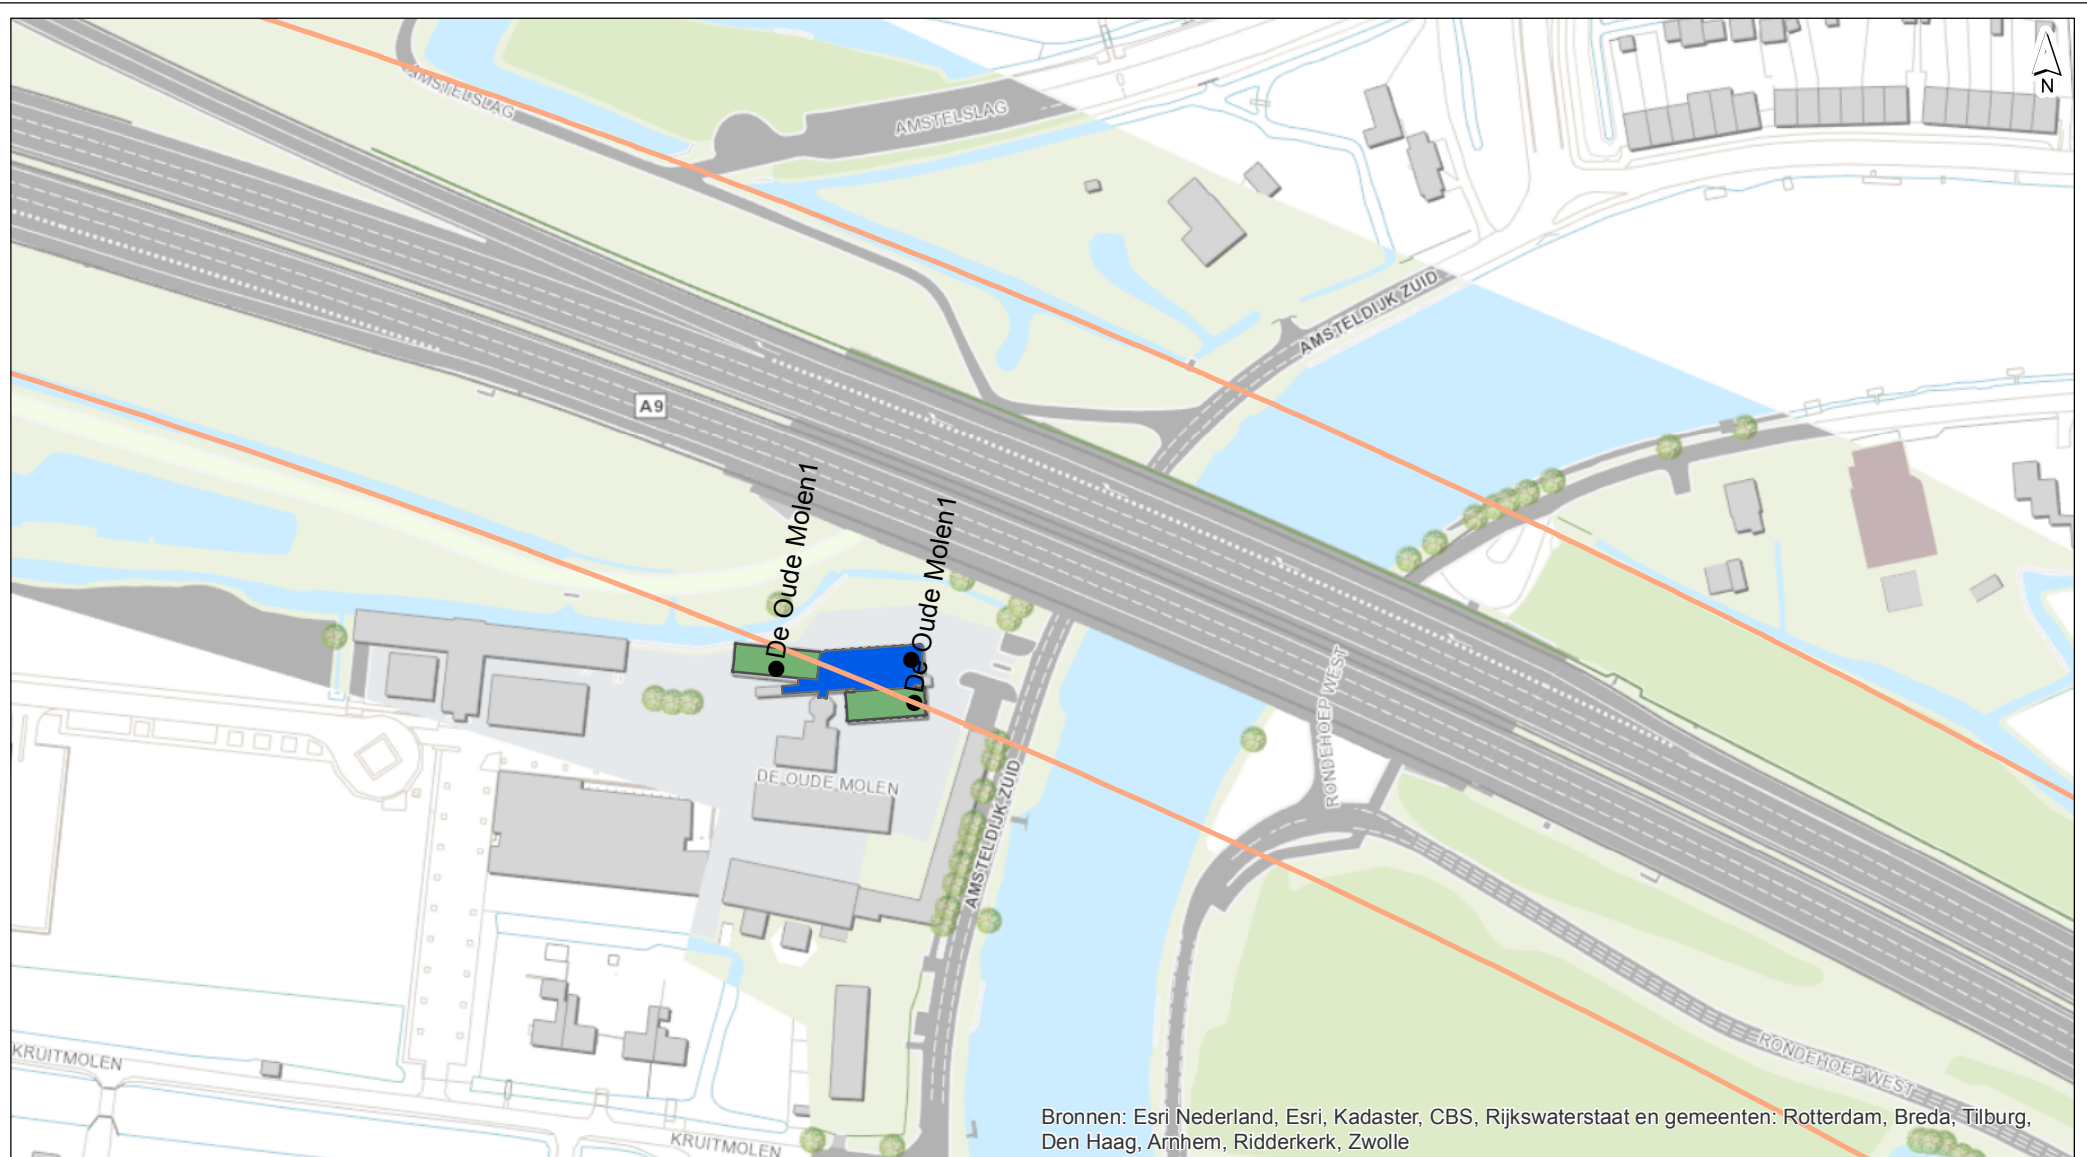 N
AMSTELSLAG
AMSTELSLAG
AMSTELDIJK ZUID
A9
De Oude Molen1
De Oude Molen1
RONDEHOEP WEST
DE OUDE MOLEN
AMSTELDIJK ZUID
RONDEHOEP WEST
KRUITMOLEN
KRUITMOLEN
Bronnen: Esri Nederland, Esri, Kadaster, CBS, Rijkswaterstaat en gemeenten: Rotterdam, Breda, Tilburg,
Den Haag, Arnhem, Ridderkerk, Zwolle